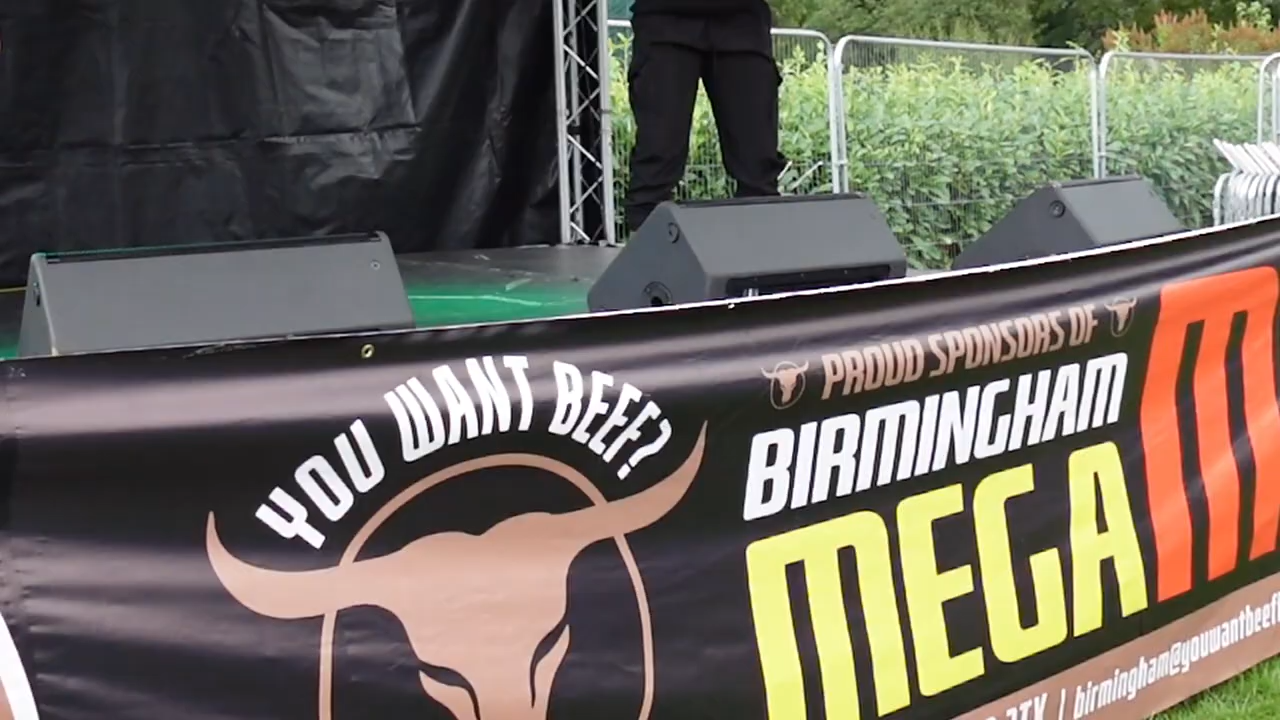 YOU WANT BEEF?
PROUD SPONSORS OF
BIRMINGHAM
MEGA M
| birmingham@youwantbeef